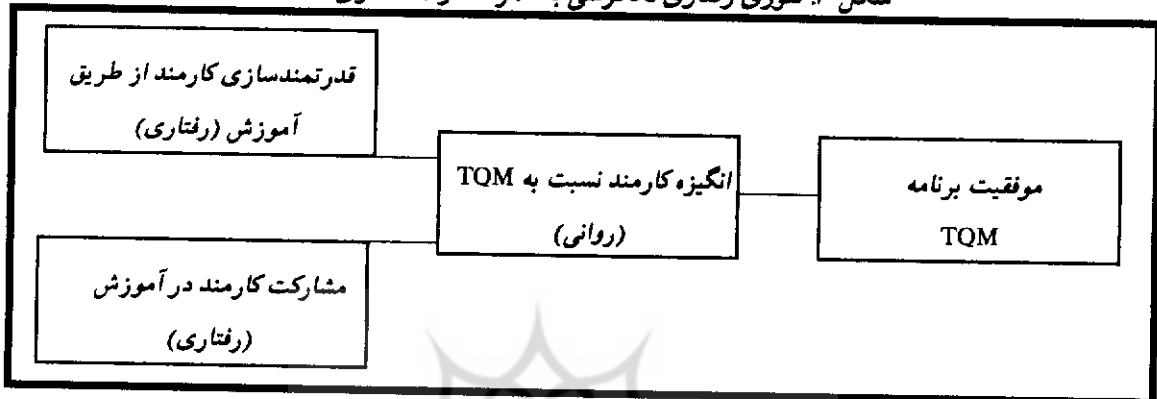 قدرتمندسازی کارمند از طریق
آموزش (رفتاری)
انگیزه کارمند نسبت به TQM
(روانی)
موفقیت برنامه
TQM
مشارکت کارمند در آموزش
(رفتاری)